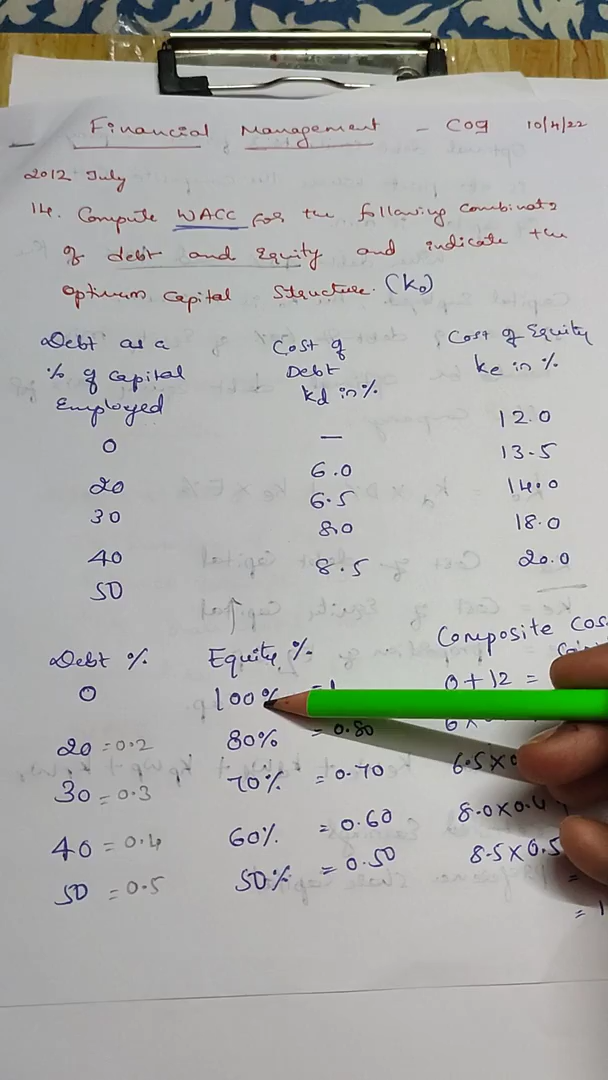 Financial Management - CO9 10/4/22
2012 July
14. Compute WACC for the following combinats
of debt and Equity and indicate the
optimum capital structure. (Ko)
Debt as a Cost of Cost of Equity
% of capital Debt ke in %
Employed kd in %
0 — 12.0
20 6.0 13.5
30 6.5 14.0
40 8.0 18.0
50 8.5 20.0
Debt % Equity % Composite Cos
0 100% 0+12 =
20 = 0.2 80% = 0.80
30 = 0.3 70% = 0.70 6.5×0
40 = 0.4 60% = 0.60 8.0×0.4
50 = 0.5 50% = 0.50 8.5×0.5
=
= 1